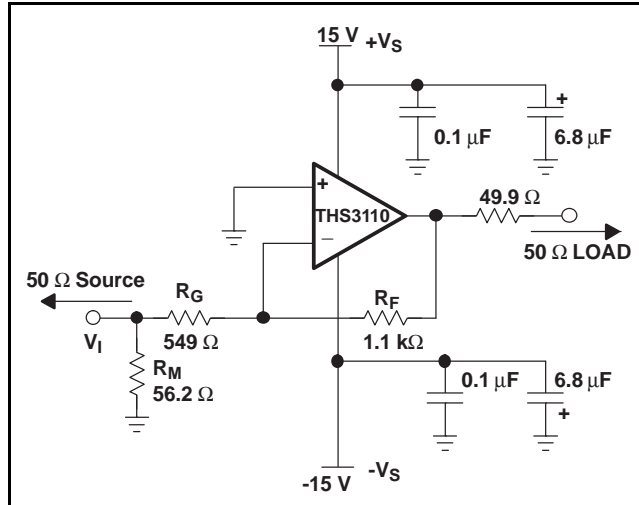 15 V +VS
+
0.1 µF
6.8 µF
+
THS3110
−
49.9 Ω
50 Ω LOAD
50 Ω Source
RG
RF
VI
549 Ω
1.1 kΩ
RM
56.2 Ω
0.1 µF
6.8 µF
+
-15 V
-VS